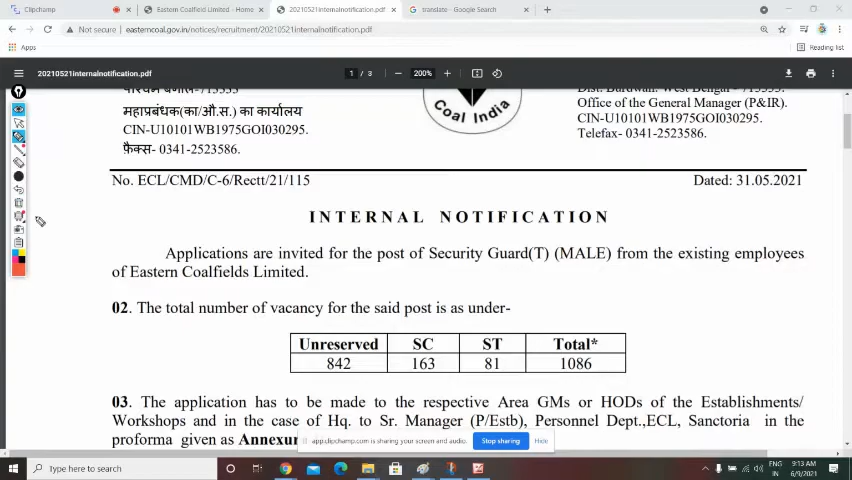 Clipchamp
Eastern Coalfield Limited - Home
20210521internalnotification.pdf
translate - Google Search
Not secure | easterncoal.gov.in/notices/recruitment/20210521internalnotification.pdf
Apps
Reading list
20210521internalnotification.pdf
1 / 3
200%
महाप्रबंधक(का/औ.स.) का कार्यालय
CIN-U10101WB1975GOI030295.
फ़ैक्स- 0341-2523586.
Coal India
Office of the General Manager (P&IR).
CIN-U10101WB1975GOI030295.
Telefax- 0341-2523586.
No. ECL/CMD/C-6/Rectt/21/115
Dated: 31.05.2021
INTERNAL NOTIFICATION
Applications are invited for the post of Security Guard(T) (MALE) from the existing employees
of Eastern Coalfields Limited.
02. The total number of vacancy for the said post is as under-
Unreserved SC ST Total*
842 163 81 1086
03. The application has to be made to the respective Area GMs or HODs of the Establishments/
Workshops and in the case of Hq. to Sr. Manager (P/Estb), Personnel Dept.,ECL, Sanctoria in the
proforma given as Annexur
app.clipchamp.com is sharing your screen and audio.
Stop sharing
Hide
Type here to search
ENG
IN
9:13 AM
6/9/2021